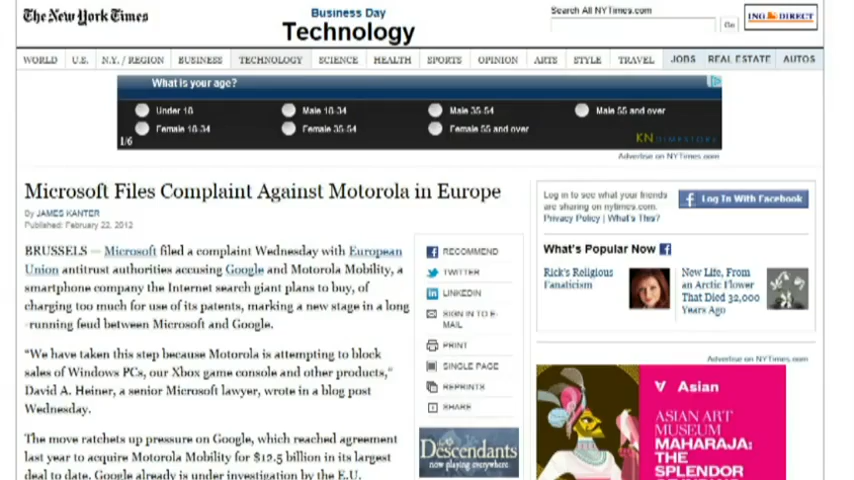 The New York Times
Business Day
Technology
Search All NYTimes.com
Go
ING DIRECT
WORLD U.S. N.Y. / REGION BUSINESS TECHNOLOGY SCIENCE HEALTH SPORTS OPINION ARTS STYLE TRAVEL JOBS REAL ESTATE AUTOS
What is your age?
Under 18 Male 18-34 Male 35-54 Male 55 and over
Female 18-34 Female 35-54 Female 55 and over
1/6
KN DIMESTORE
Advertise on NYTimes.com
Microsoft Files Complaint Against Motorola in Europe
By JAMES KANTER
Published: February 22, 2012
BRUSSELS — Microsoft filed a complaint Wednesday with European
Union antitrust authorities accusing Google and Motorola Mobility, a
smartphone company the Internet search giant plans to buy, of
charging too much for use of its patents, marking a new stage in a long
-running feud between Microsoft and Google.
“We have taken this step because Motorola is attempting to block
sales of Windows PCs, our Xbox game console and other products,”
David A. Heiner, a senior Microsoft lawyer, wrote in a blog post
Wednesday.
The move ratchets up pressure on Google, which reached agreement
last year to acquire Motorola Mobility for $12.5 billion in its largest
deal to date. Google already is under investigation by the E.U.
RECOMMEND
TWITTER
LINKEDIN
SIGN IN TO E-
MAIL
PRINT
SINGLE PAGE
REPRINTS
SHARE
the Descendants
now playing everywhere
Log in to see what your friends
are sharing on nytimes.com.
Privacy Policy | What's This?
Log In With Facebook
What's Popular Now
Rick's Religious
Fanaticism
New Life, From
an Arctic Flower
That Died 32,000
Years Ago
Advertise on NYTimes.com
Asian
ASIAN ART
MUSEUM
MAHARAJA:
THE
SPLENDOR